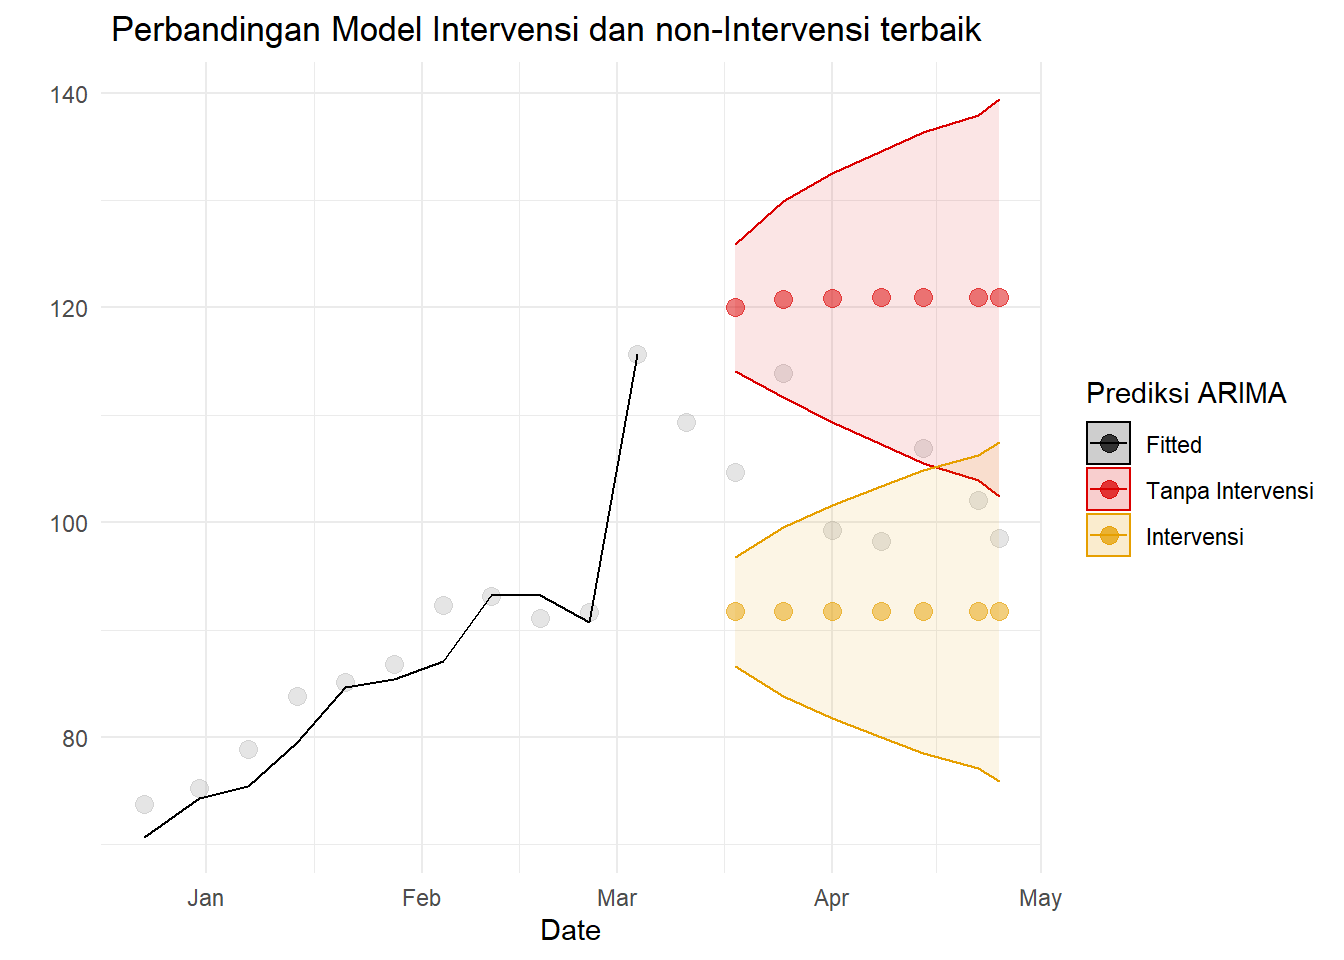 Perbandingan Model Intervensi dan non-Intervensi terbaik
140
120
100
80
Jan Feb Mar Apr May
Date
Prediksi ARIMA
Fitted
Tanpa Intervensi
Intervensi